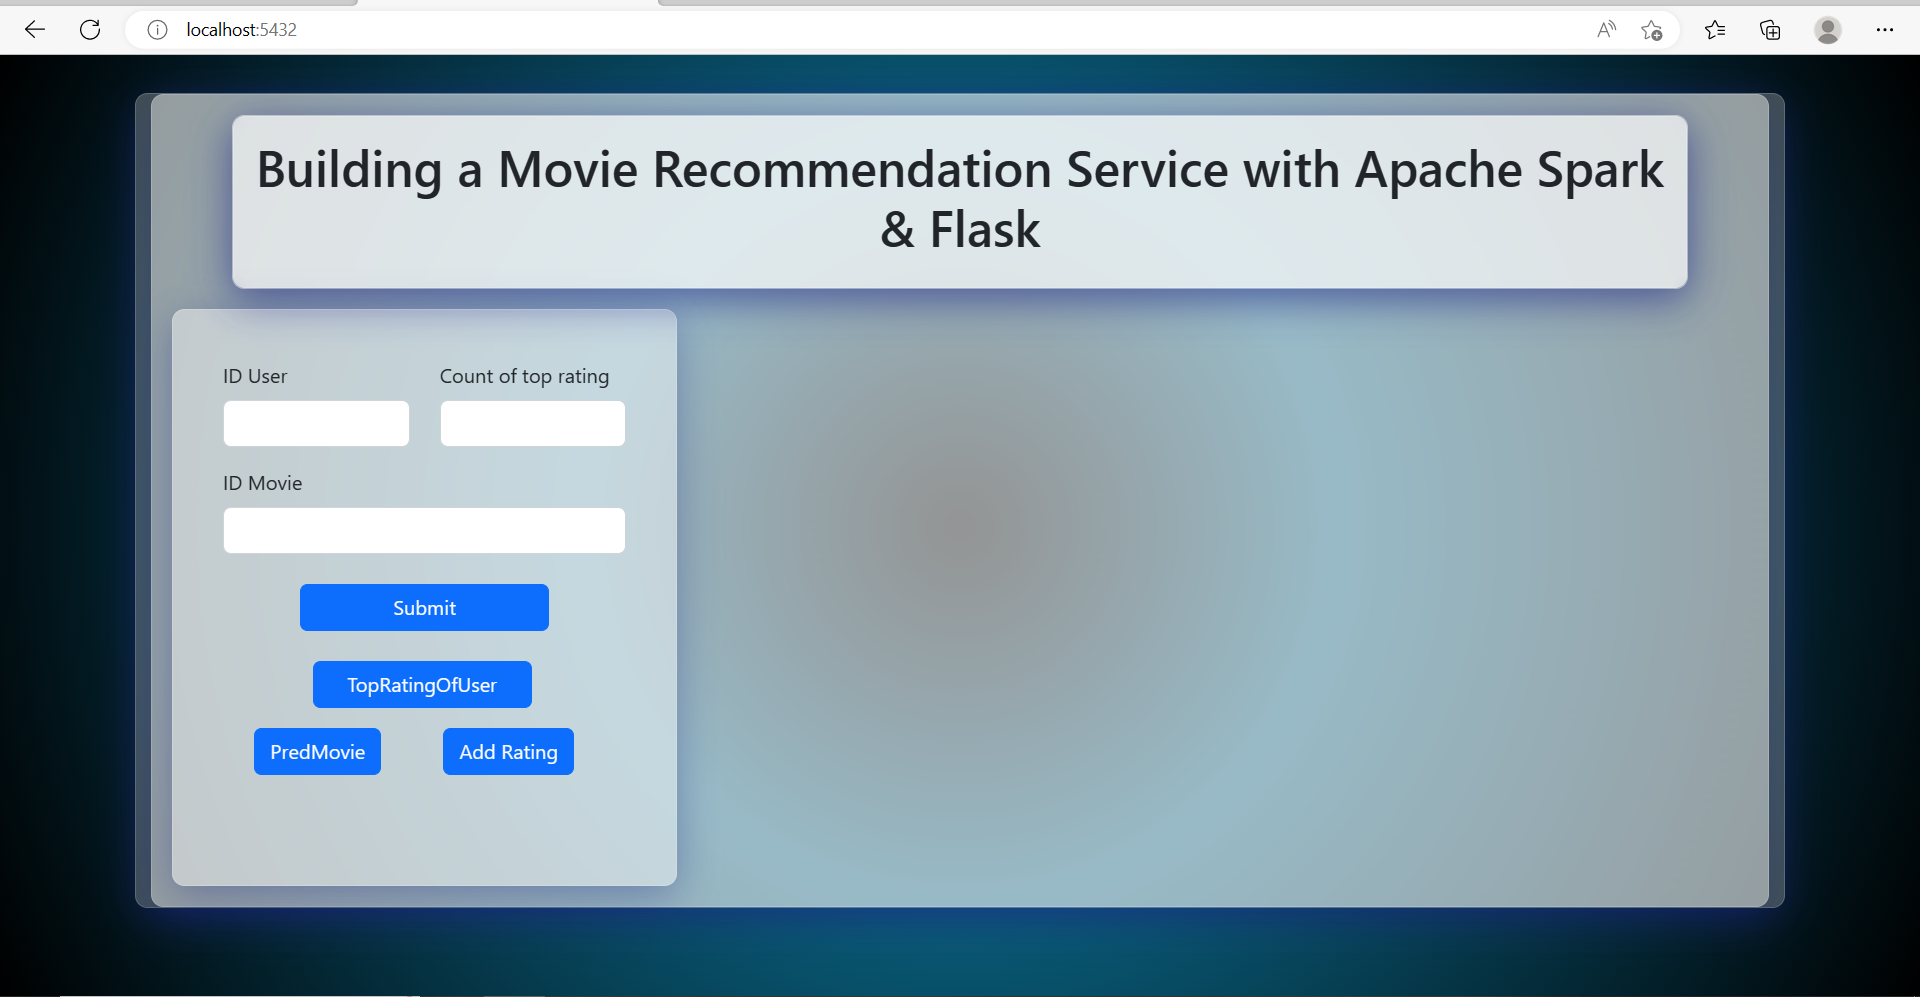 localhost:5432
Building a Movie Recommendation Service with Apache Spark
& Flask
ID User
Count of top rating
ID Movie
Submit
TopRatingOfUser
PredMovie
Add Rating